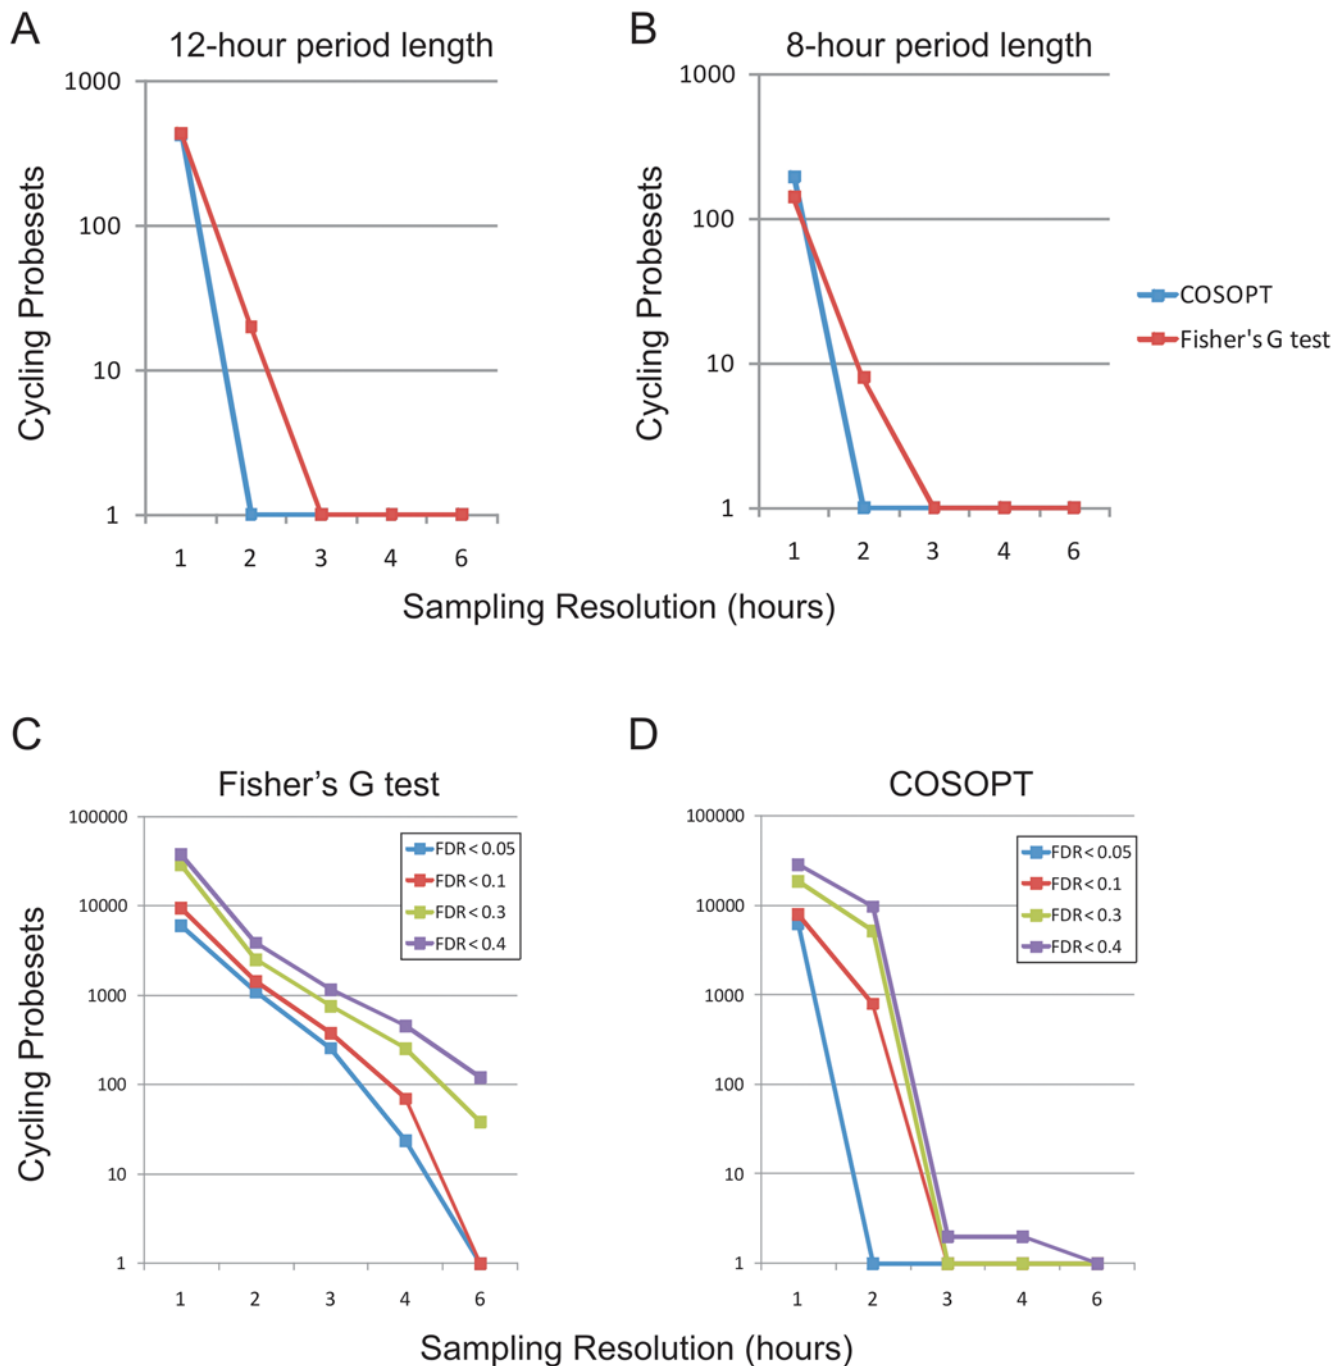 A
12-hour period length
1000
100
10
1
Cycling Probesets
1 2 3 4 6
B
8-hour period length
1000
100
10
1
Cycling Probesets
1 2 3 4 6
COSOPT
Fisher's G test
Sampling Resolution (hours)
C
Fisher's G test
100000
10000
1000
100
10
1
Cycling Probesets
FDR < 0.05
FDR < 0.1
FDR < 0.3
FDR < 0.4
1 2 3 4 6
D
COSOPT
100000
10000
1000
100
10
1
FDR < 0.05
FDR < 0.1
FDR < 0.3
FDR < 0.4
1 2 3 4 6
Sampling Resolution (hours)